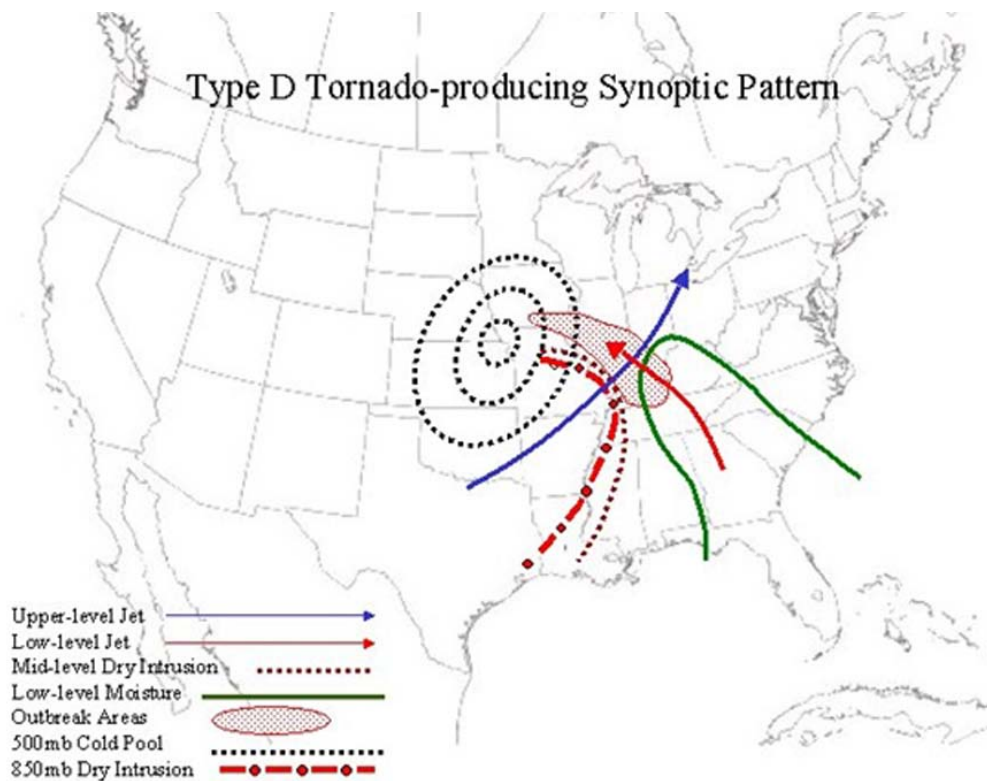 Type D Tornado-producing Synoptic Pattern
Upper-level Jet
Low-level Jet
Mid-level Dry Intrusion
Low-level Moisture
Outbreak Areas
500mb Cold Pool
850mb Dry Intrusion